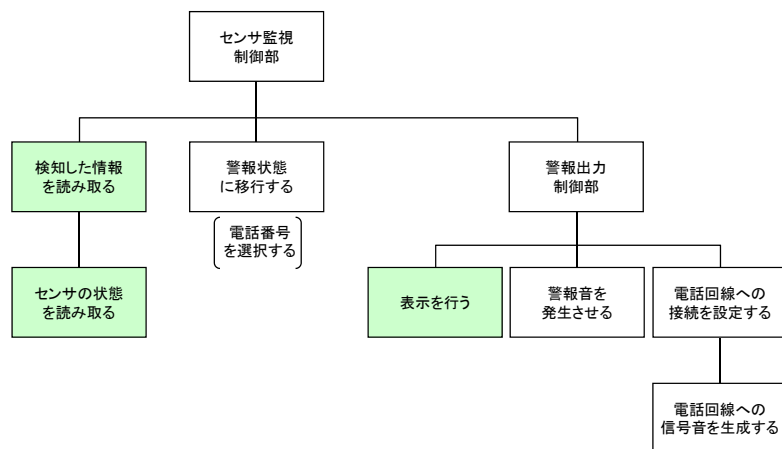 センサ監視
制御部
検知した情報
を読み取る
警報状態
に移行する
警報出力
制御部
電話番号
を選択する
センサの状態
を読み取る
表示を行う
警報音を
発生させる
電話回線への
接続を設定する
電話回線への
信号音を生成する